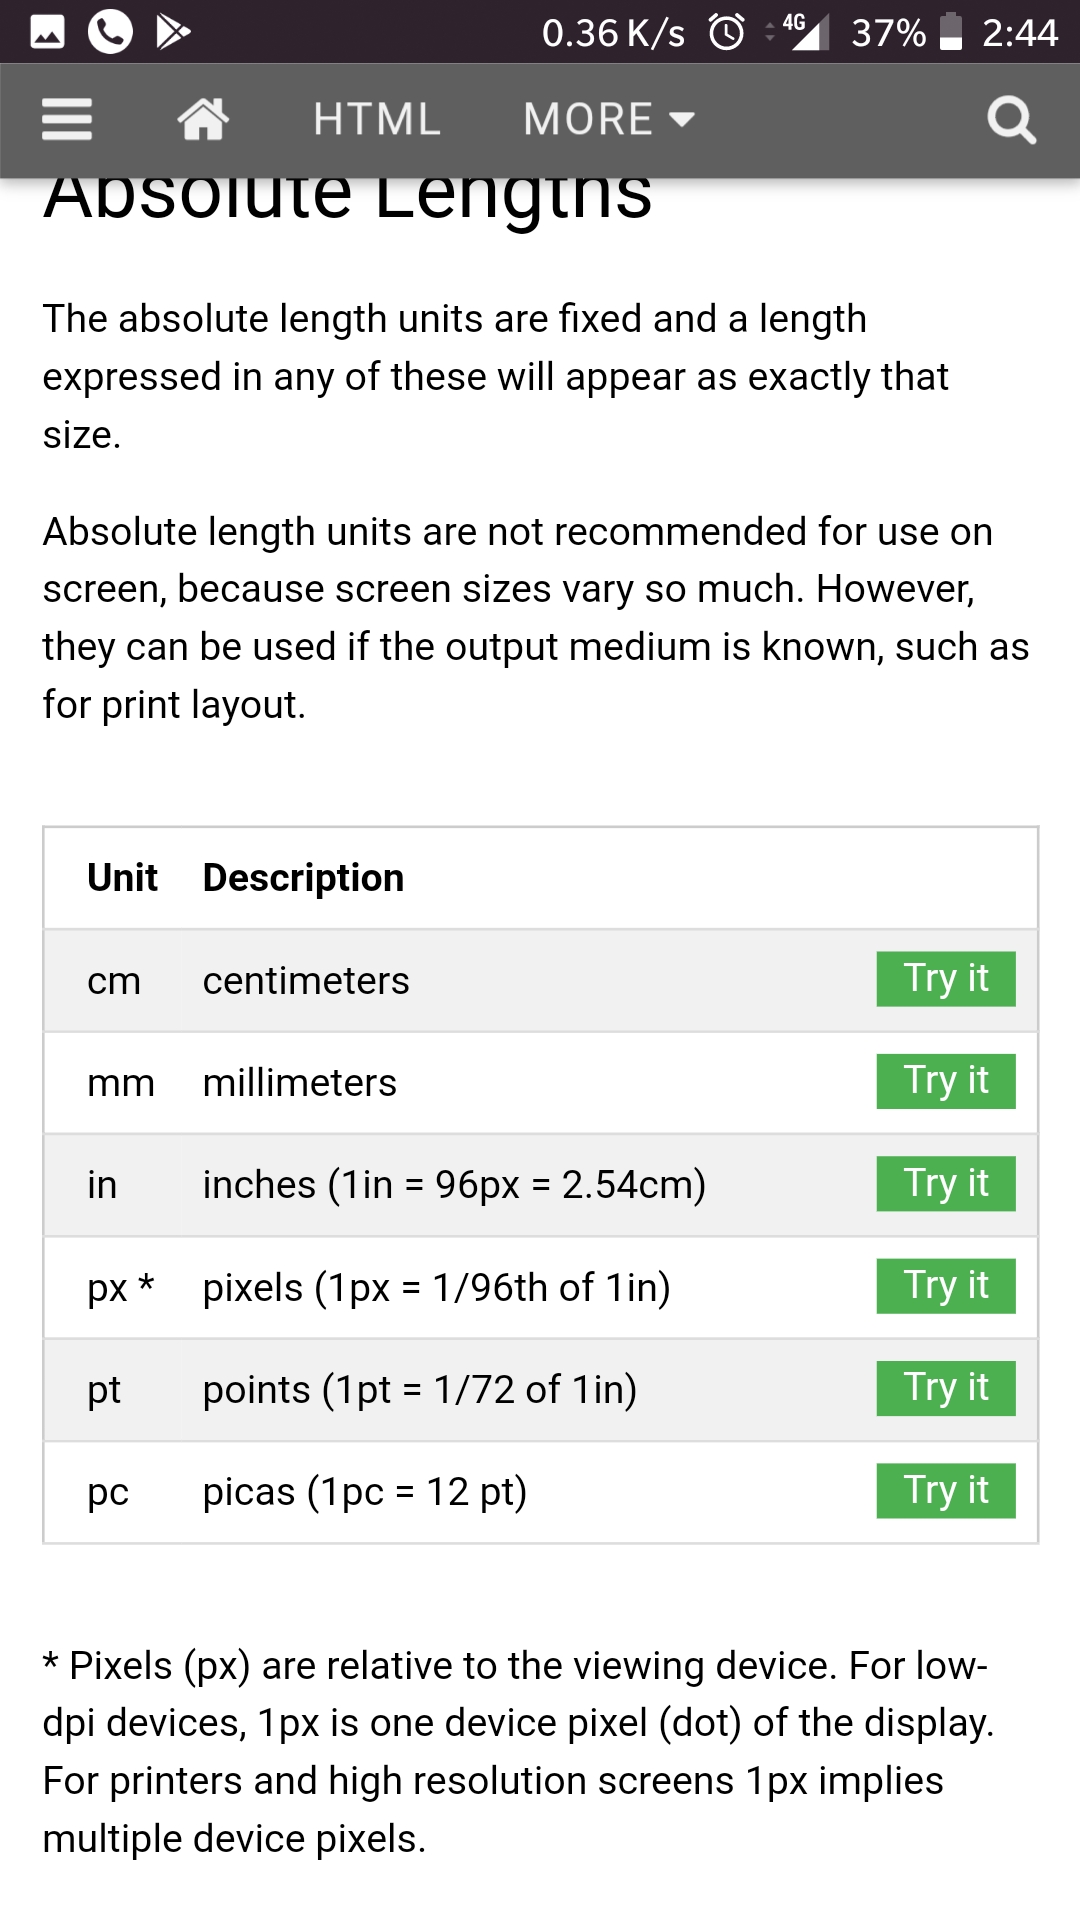 0.36 K/s 4G 37% 2:44
HTML MORE
Absolute Lengths
The absolute length units are fixed and a length
expressed in any of these will appear as exactly that
size.
Absolute length units are not recommended for use on
screen, because screen sizes vary so much. However,
they can be used if the output medium is known, such as
for print layout.
Unit Description
cm centimeters Try it
mm millimeters Try it
in inches (1in = 96px = 2.54cm) Try it
px * pixels (1px = 1/96th of 1in) Try it
pt points (1pt = 1/72 of 1in) Try it
pc picas (1pc = 12 pt) Try it
* Pixels (px) are relative to the viewing device. For low-
dpi devices, 1px is one device pixel (dot) of the display.
For printers and high resolution screens 1px implies
multiple device pixels.